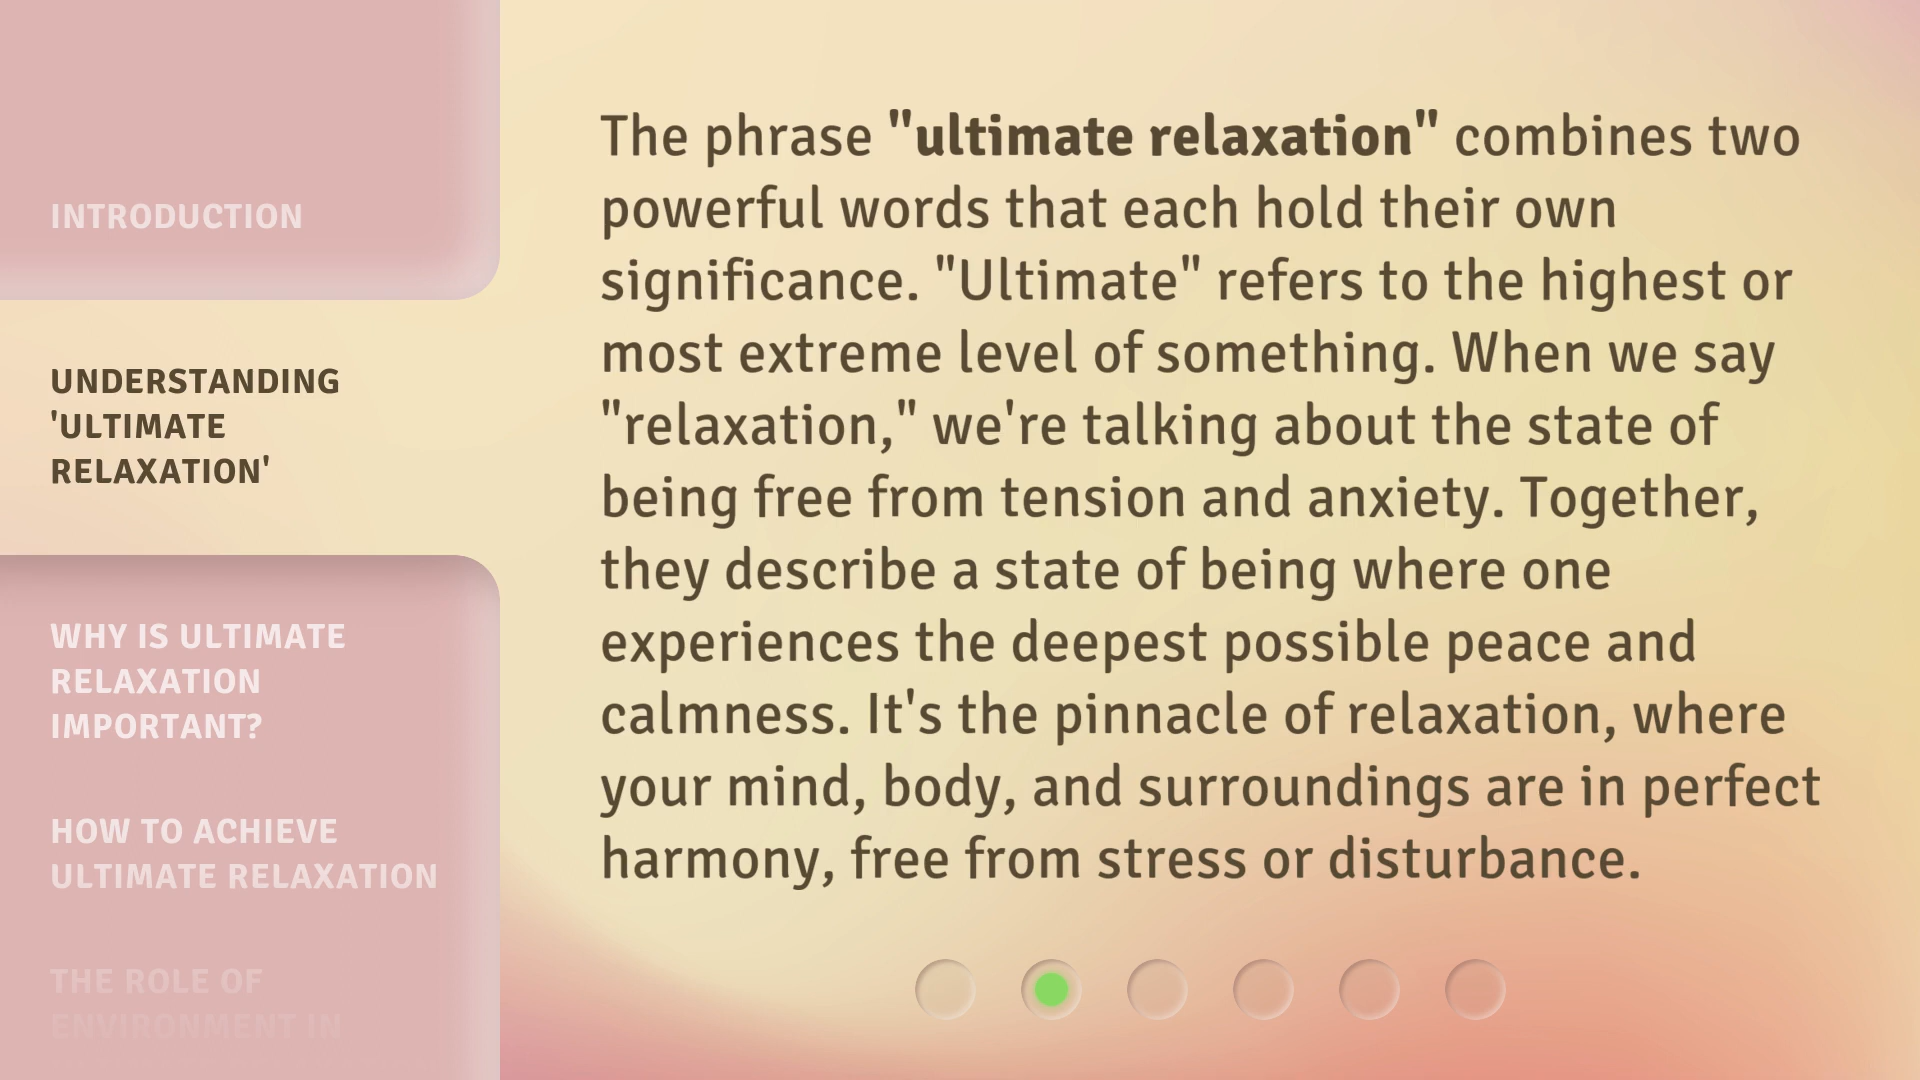 INTRODUCTION
UNDERSTANDING
'ULTIMATE
RELAXATION'
WHY IS ULTIMATE
RELAXATION
IMPORTANT?
HOW TO ACHIEVE
ULTIMATE RELAXATION
THE ROLE OF
ENVIRONMENT IN
The phrase "ultimate relaxation" combines two
powerful words that each hold their own
significance. "Ultimate" refers to the highest or
most extreme level of something. When we say
"relaxation," we're talking about the state of
being free from tension and anxiety. Together,
they describe a state of being where one
experiences the deepest possible peace and
calmness. It's the pinnacle of relaxation, where
your mind, body, and surroundings are in perfect
harmony, free from stress or disturbance.